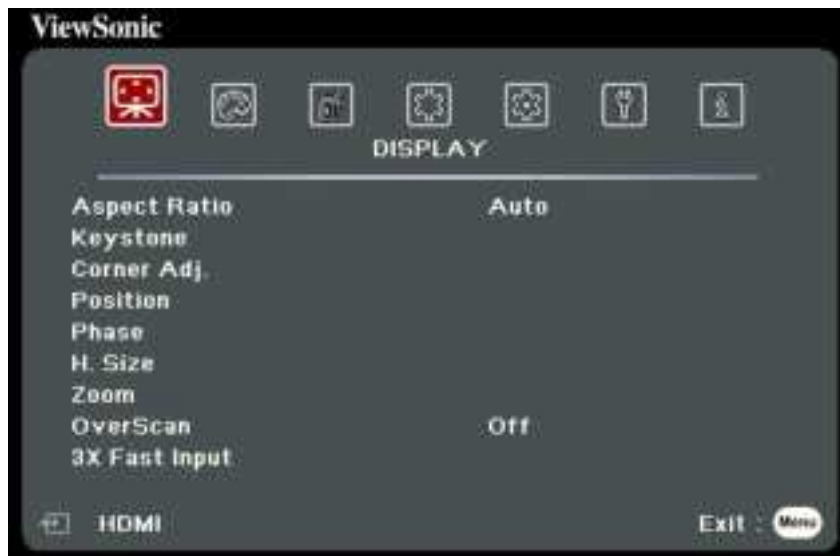 ViewSonic
DISPLAY
Aspect Ratio Auto
Keystone
Corner Adj.
Position
Phase
H. Size
Zoom
OverScan Off
3X Fast Input
HDMI Exit : Menu